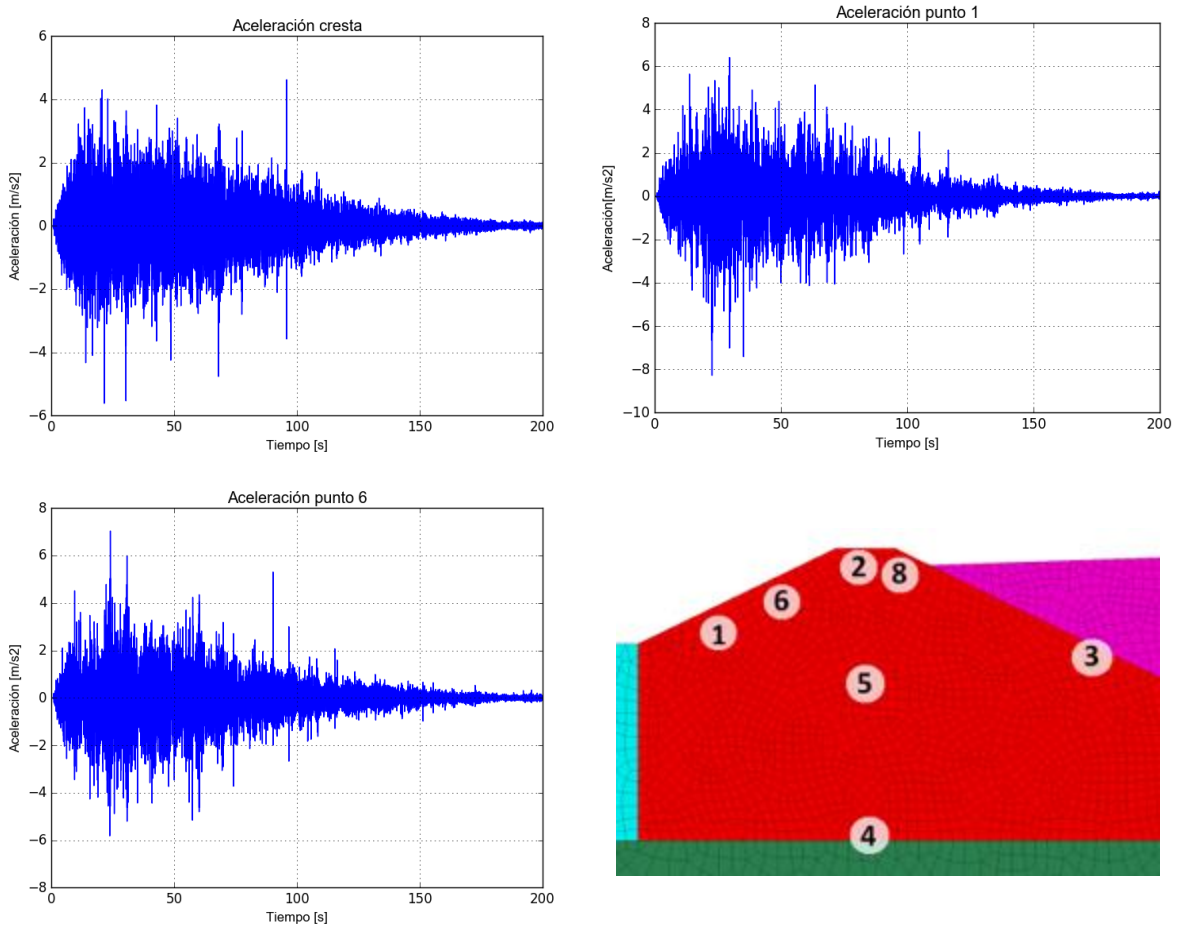 Aceleración cresta
6
4
2
0
−2
−4
−6
Aceleración [m/s2]
0 50 100 150 200
Tiempo [s]
Aceleración punto 1
8
6
4
2
0
−2
−4
−6
−8
−10
Aceleración[m/s2]
0 50 100 150 200
Tiempo [s]
Aceleración punto 6
8
6
4
2
0
−2
−4
−6
−8
Aceleración [m/s2]
0 50 100 150 200
Tiempo [s]
2 8
6
1
3
5
4